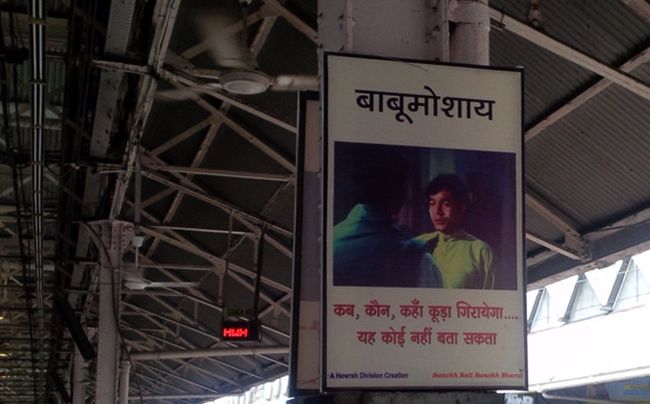 बाबूमोशाय
कब, कौन, कहाँ कूड़ा गिरायेगा....
यह कोई नहीं बता सकता
A Howrah Division Creation
Swachh Rail Swachh Bharat
HWH